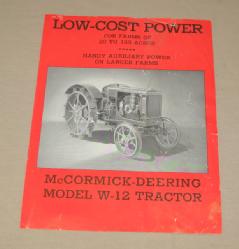 LOW-COST POWER
FOR FARMS OF
20 TO 120 ACRES
HANDY AUXILIARY POWER
ON LARGER FARMS
McCORMICK-DEERING
MODEL W-12 TRACTOR